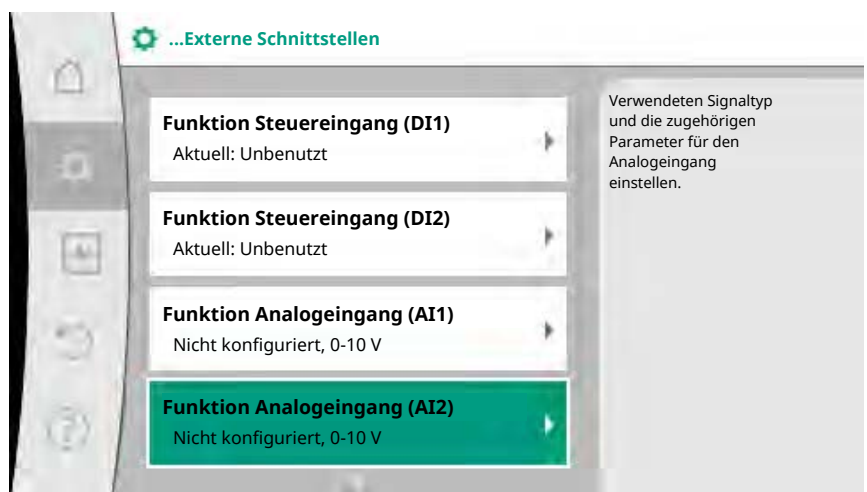 ...Externe Schnittstellen
Funktion Steuereingang (DI1)
Aktuell: Unbenutzt
Funktion Steuereingang (DI2)
Aktuell: Unbenutzt
Funktion Analogeingang (AI1)
Nicht konfiguriert, 0-10 V
Funktion Analogeingang (AI2)
Nicht konfiguriert, 0-10 V
Verwendeten Signaltyp
und die zugehörigen
Parameter für den
Analogeingang
einstellen.